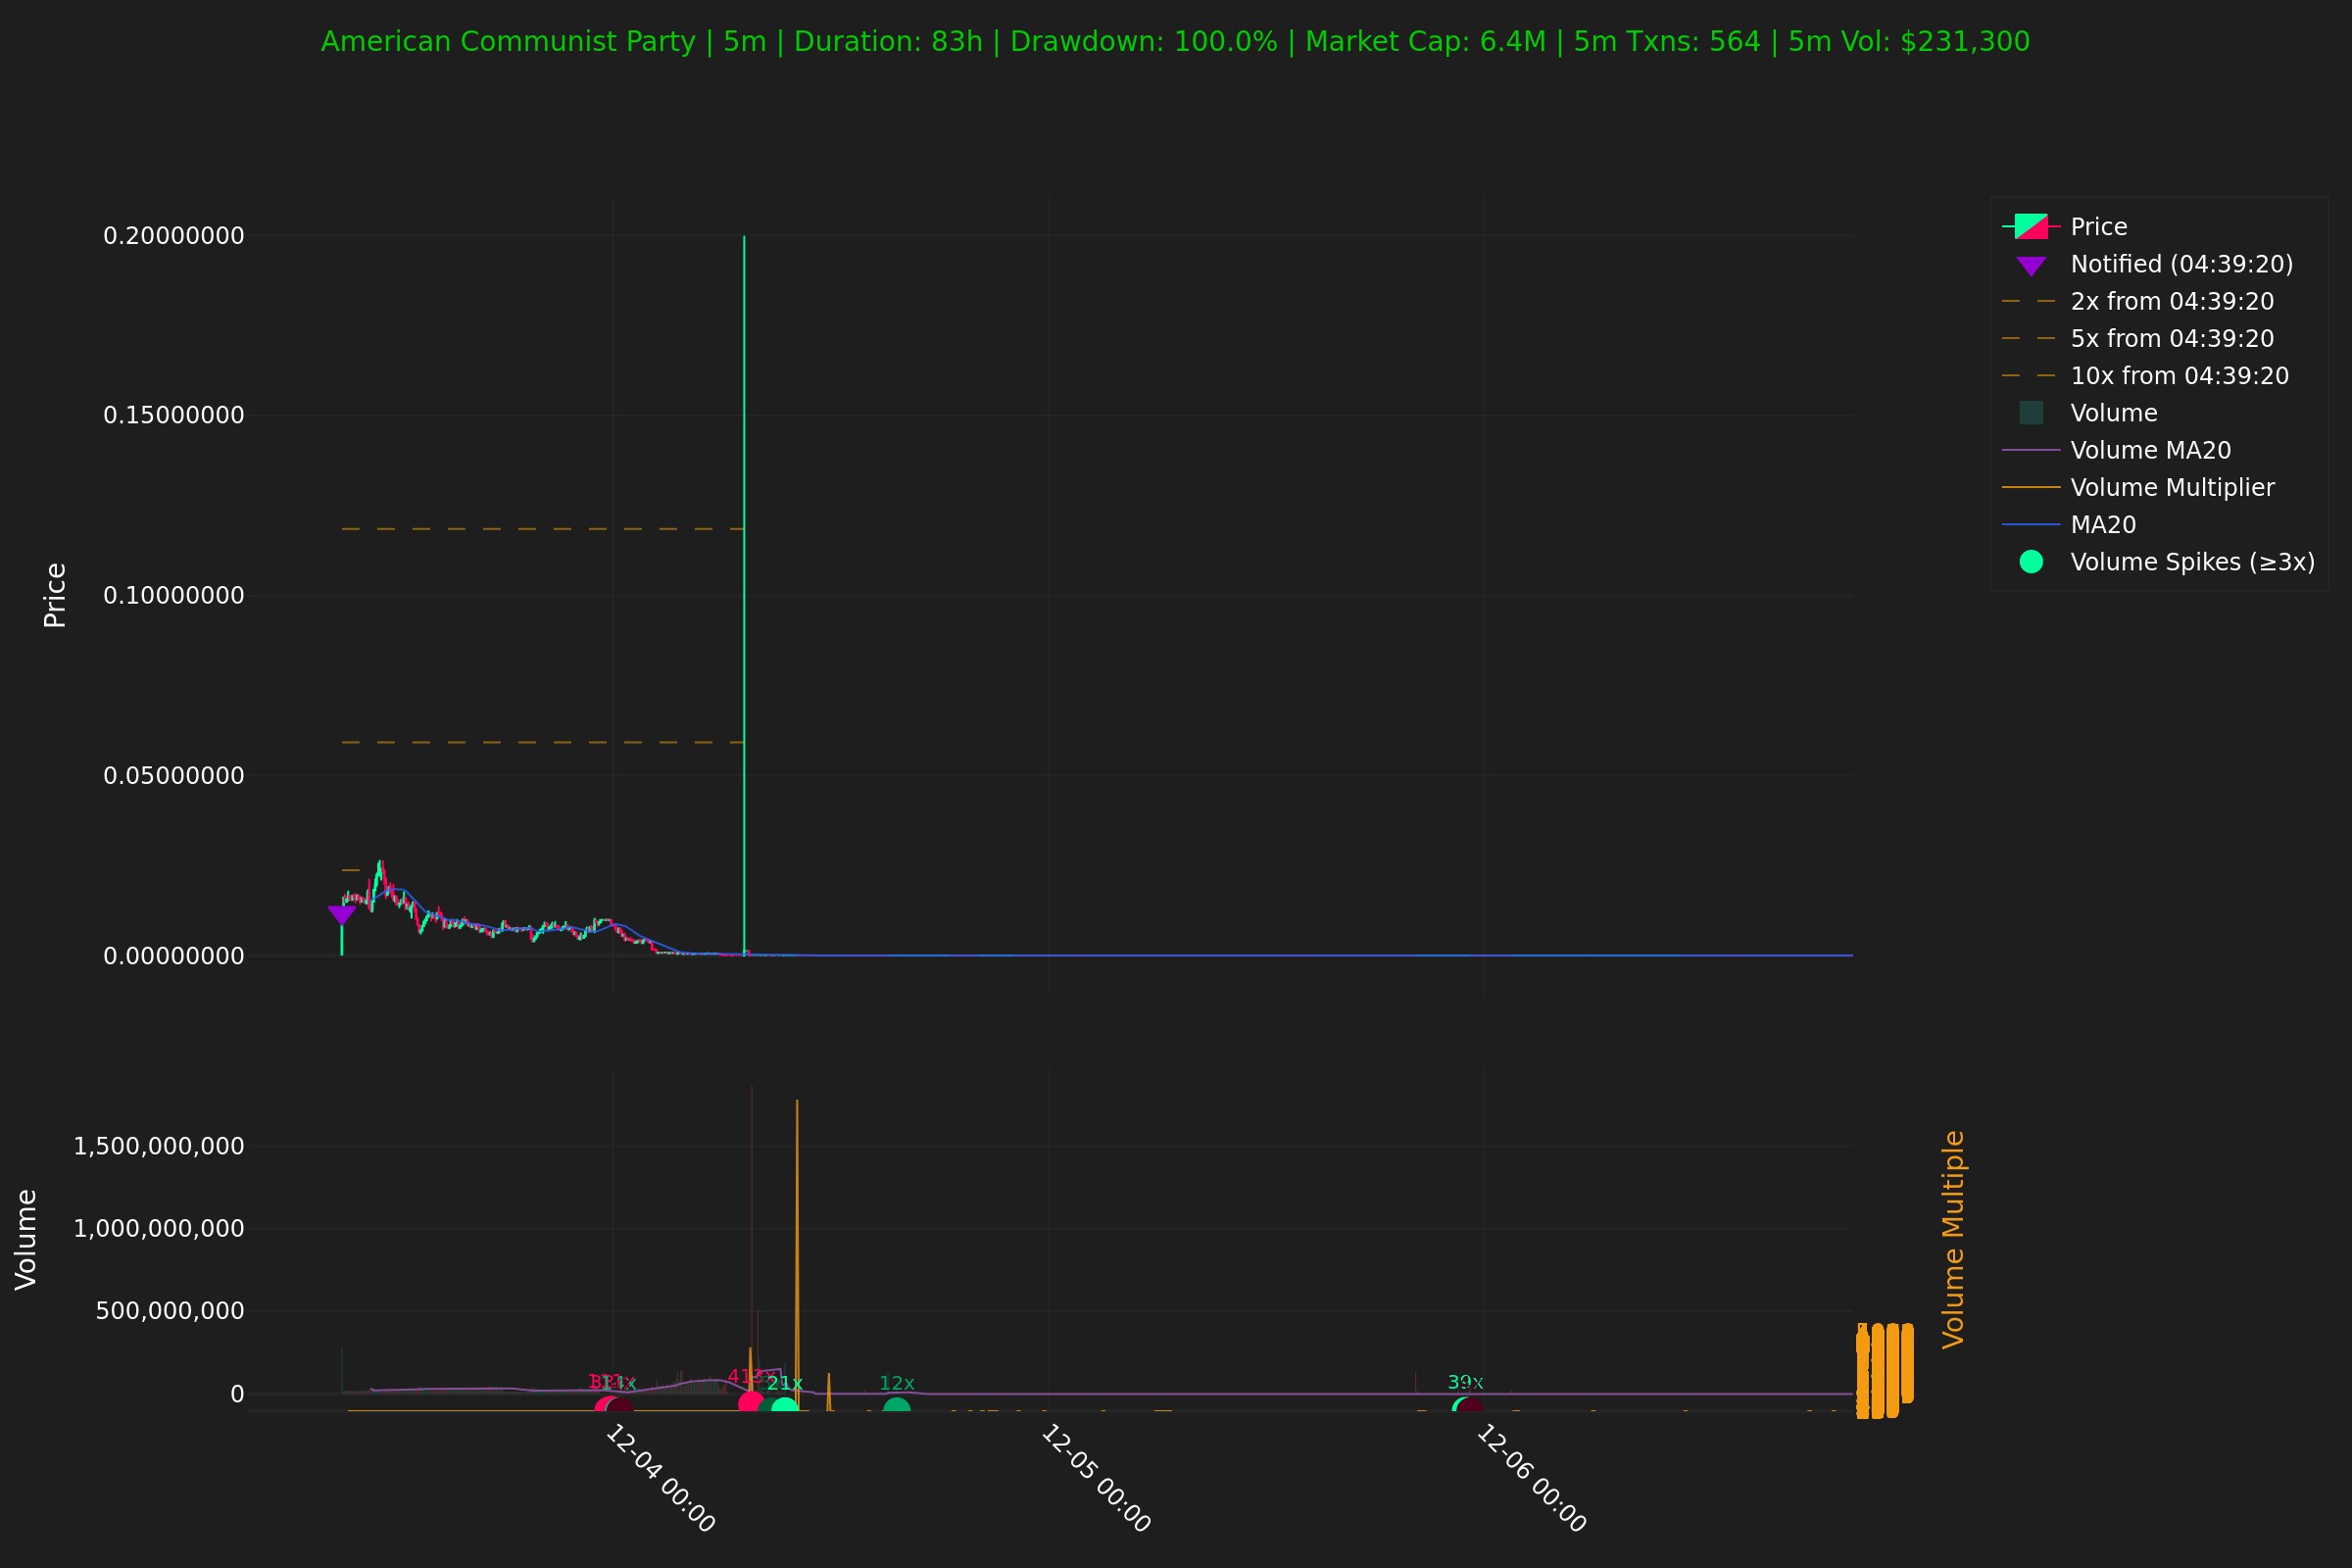 American Communist Party | 5m | Duration: 83h | Drawdown: 100.0% | Market Cap: 6.4M | 5m Txns: 564 | 5m Vol: $231,300
Price
0.20000000
0.15000000
0.10000000
0.05000000
0.00000000
Price
Notified (04:39:20)
2x from 04:39:20
5x from 04:39:20
10x from 04:39:20
Volume
Volume MA20
Volume Multiplier
MA20
Volume Spikes (≥3x)
Volume
1,500,000,000
1,000,000,000
500,000,000
0
21x
12x
39x
Volume Multiple
12-04 00:00
12-05 00:00
12-06 00:00